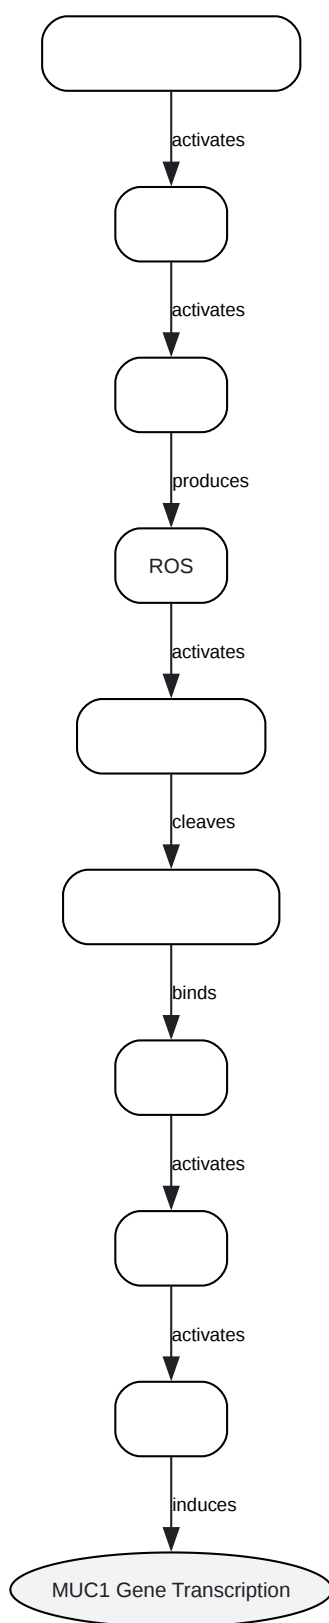 activates
activates
produces
ROS
activates
cleaves
binds
activates
activates
induces
MUC1 Gene Transcription